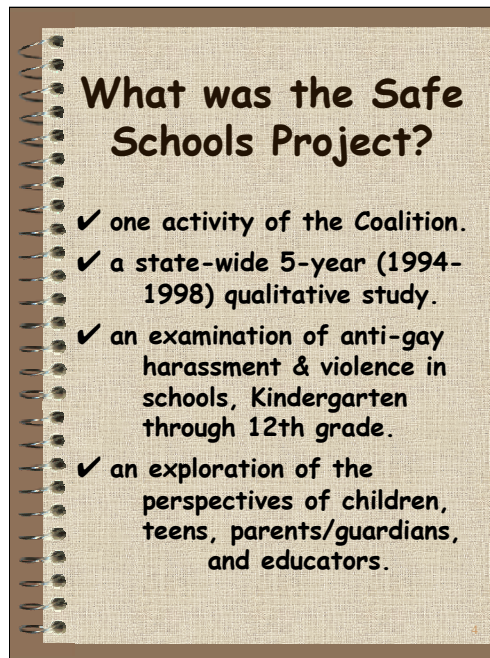 What was the Safe
Schools Project?
✔ one activity of the Coalition.
✔ a state-wide 5-year (1994-
1998) qualitative study.
✔ an examination of anti-gay
harassment & violence in
schools, Kindergarten
through 12th grade.
✔ an exploration of the
perspectives of children,
teens, parents/guardians,
and educators.
4